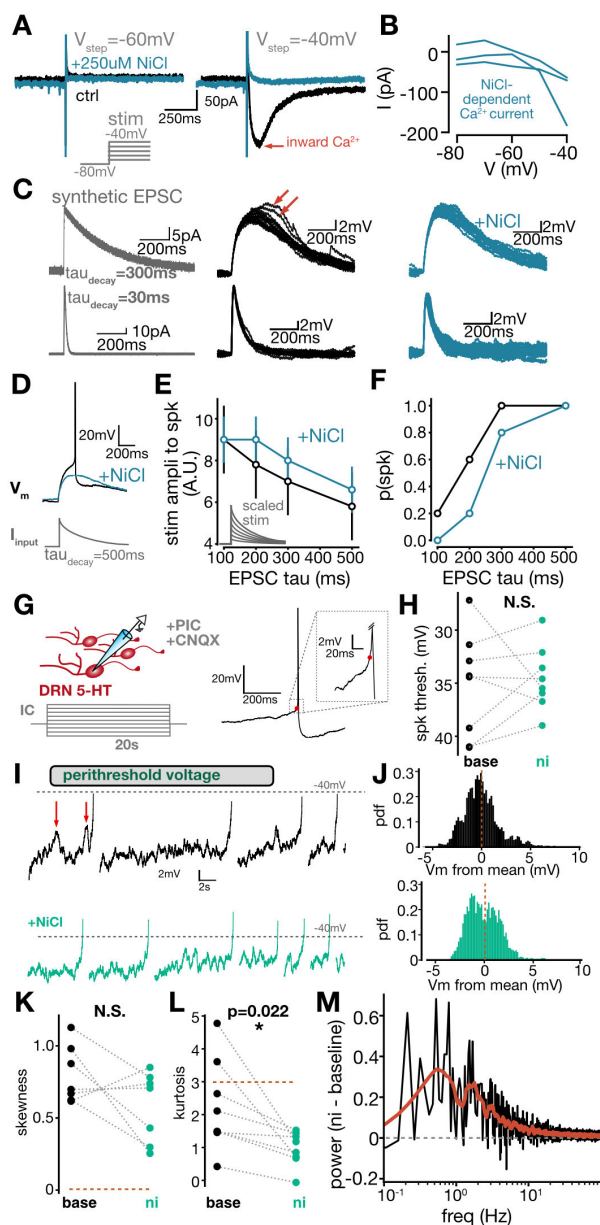 A
Vstep=-60mV
Vstep=-40mV
+250uM NiCl
ctrl
50pA
250ms
stim
-40mV
-80mV
inward Ca2+
B
I (pA)
0
-100
-200
NiCl-
dependent
Ca2+ current
-80
-60
-40
V (mV)
C
synthetic EPSC
5pA
200ms
taudecay=300ms
taudecay=30ms
10pA
200ms
2mV
200ms
2mV
200ms
+NiCl
2mV
200ms
2mV
200ms
D
20mV
200ms
+NiCl
Vm
Iinput
taudecay=500ms
E
stim ampli to spk
(A.U.)
10
8
6
4
+NiCl
scaled
stim
100 200 300 400 500
EPSC tau (ms)
F
p(spk)
1.0
0.8
0.6
0.4
0.2
0.0
+NiCl
100 200 300 400 500
EPSC tau (ms)
G
+PIC
+CNQX
DRN 5-HT
IC
20s
20mV
200ms
2mV
20ms
H
N.S.
spk thresh. (mV)
30
35
40
base
ni
I
perithreshold voltage
-40mV
2mV
2s
+NiCl
-40mV
J
pdf
0.3
0.2
0.1
0
-5 0 5 10
Vm from mean (mV)
pdf
0.2
0.1
0
-5 0 5 10
Vm from mean (mV)
K
N.S.
skewness
1.0
0.5
0
base
ni
L
p=0.022
*
kurtosis
5
4
3
2
1
0
base
ni
M
power (ni - baseline)
0.6
0.4
0.2
0
-0.2
10-1
100
101
freq (Hz)